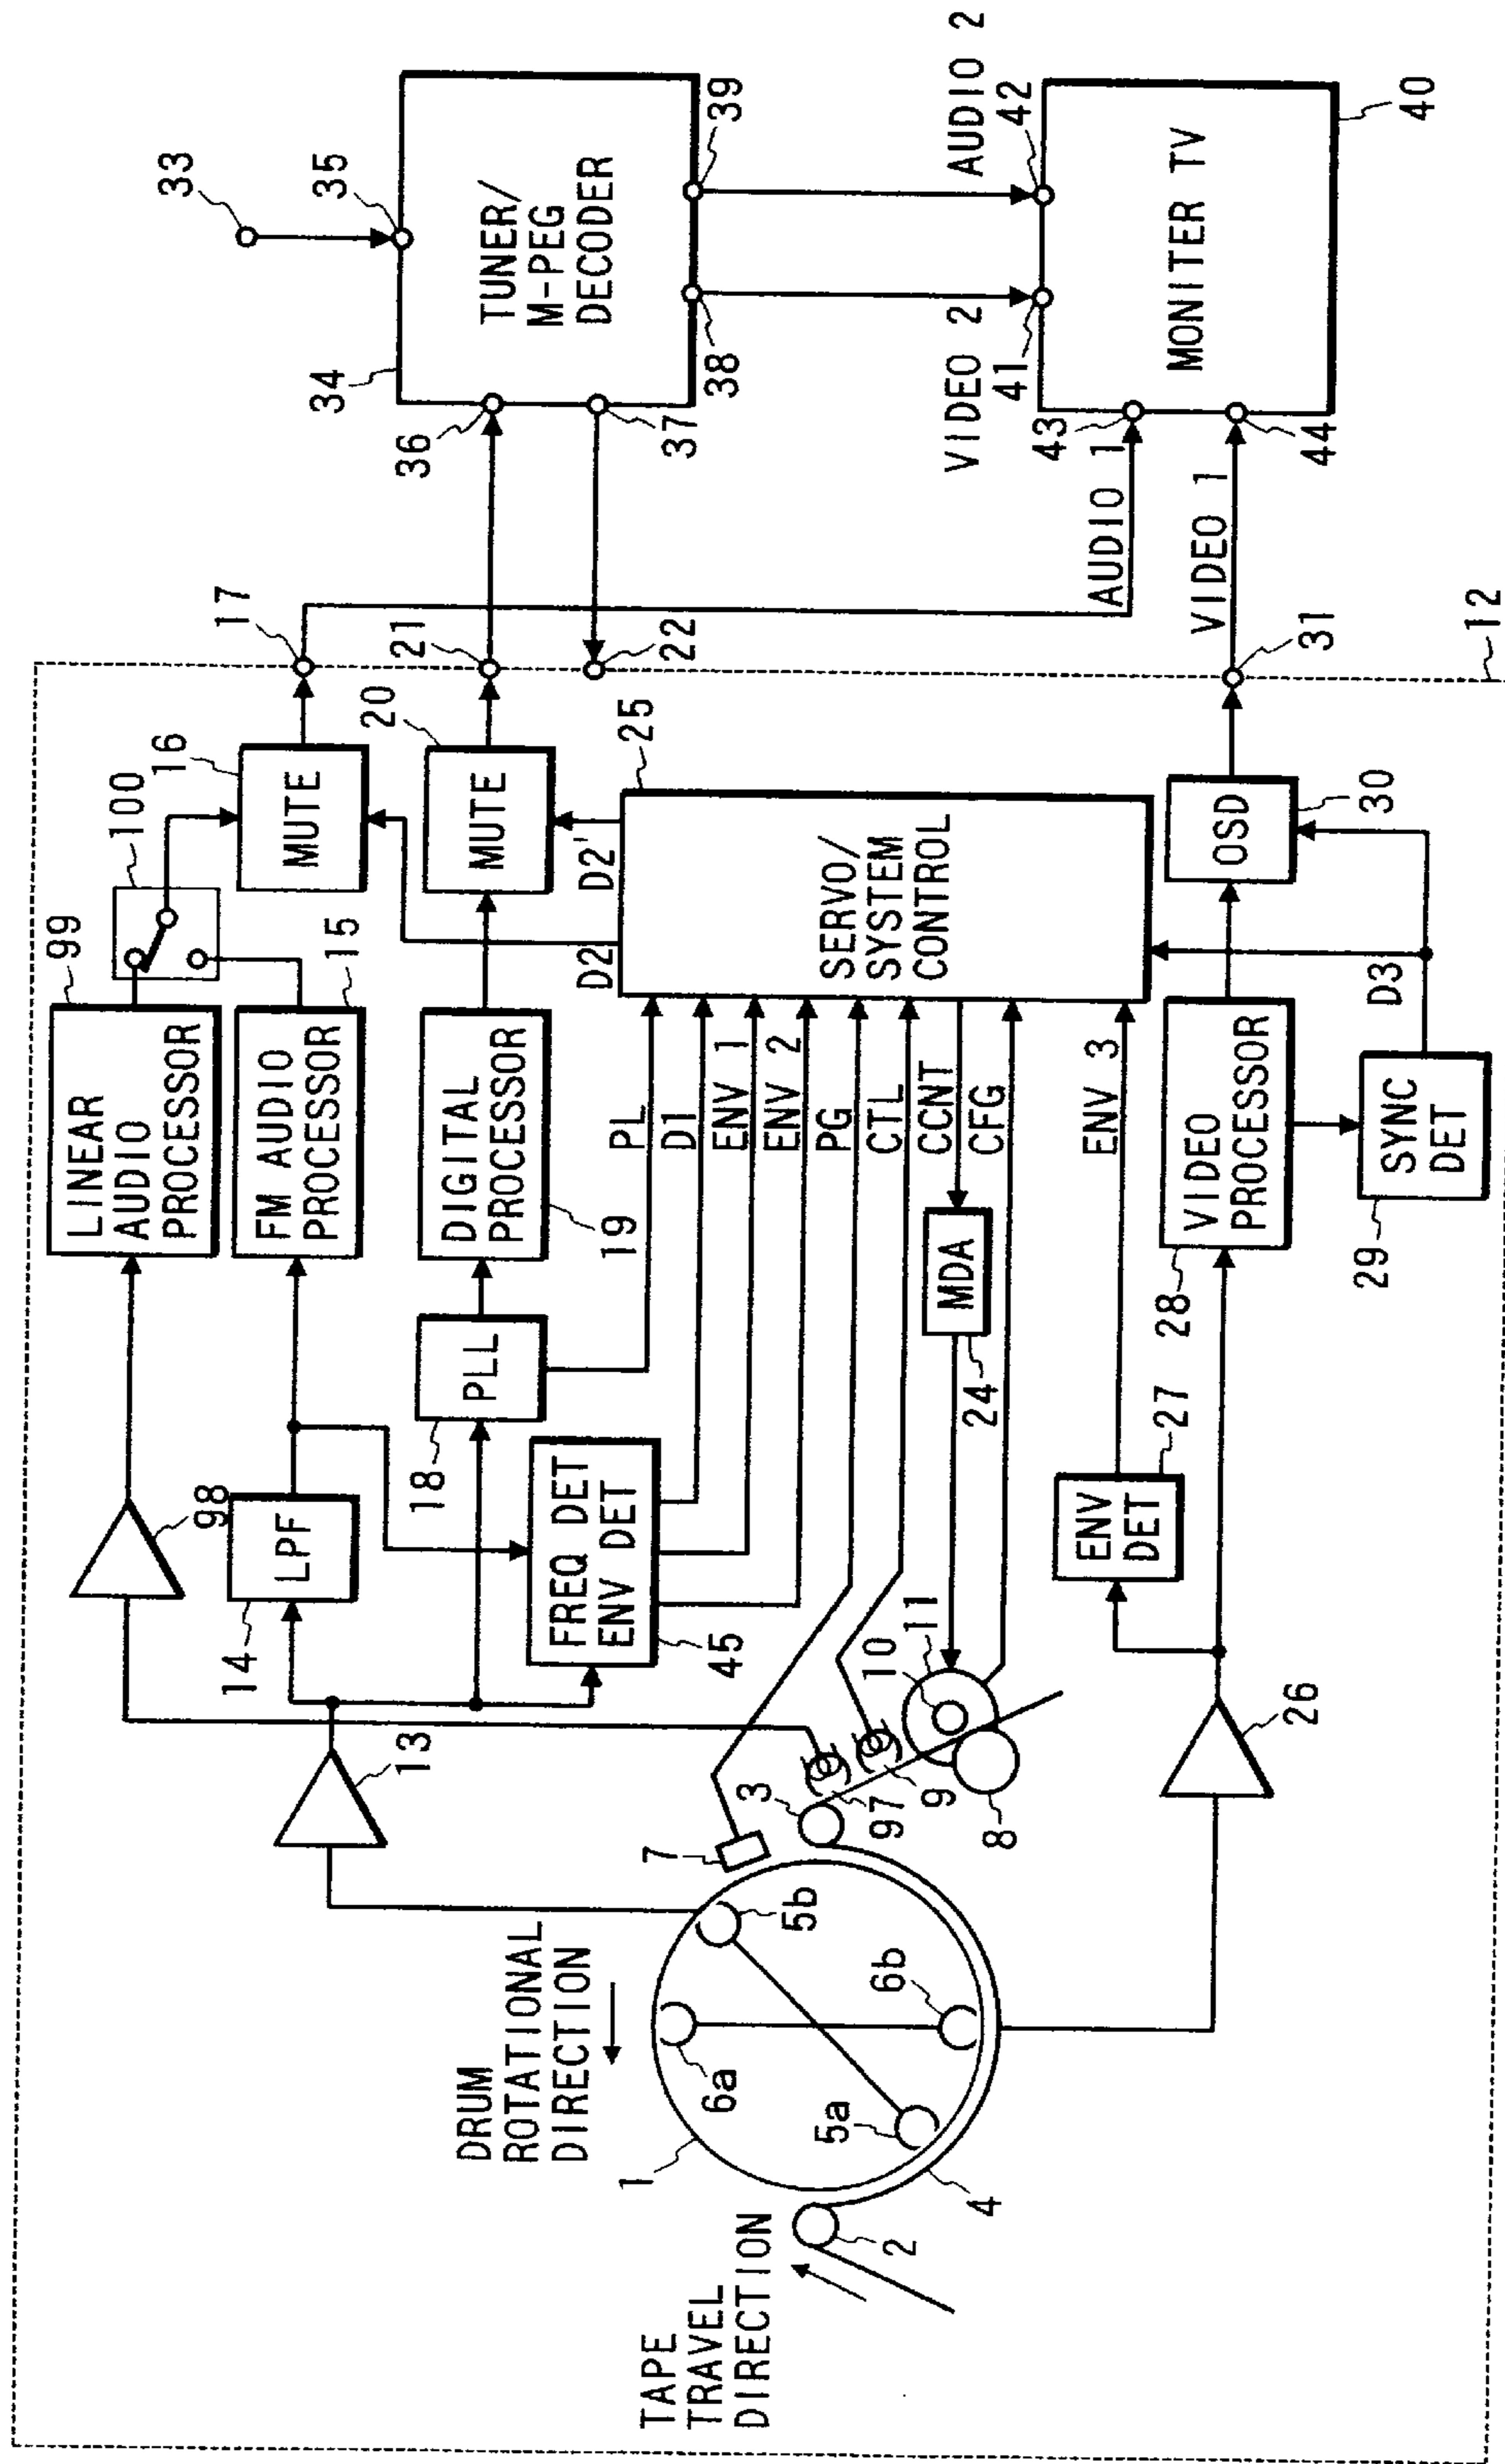 33
35
TUNER/
M-PEG
DECODER
34
36
37
38
39
AUDIO 2
VIDEO 2
41
42
MONITER TV
40
43
44
AUDIO 1
VIDEO 1
17
21
22
31
12
LINEAR
AUDIO
PROCESSOR
99
100
16
MUTE
FM AUDIO
PROCESSOR
15
20
MUTE
DIGITAL
PROCESSOR
19
D2
D2'
25
SERVO/
SYSTEM
CONTROL
PL
D1
ENV 1
ENV 2
PG
CTL
CCNT
CFG
ENV 3
OSD
30
D3
VIDEO
PROCESSOR
28
SYNC
DET
29
98
LPF
14
PLL
18
FREQ DET
ENV DET
45
MDA
24
ENV
DET
27
13
26
DRUM
ROTATIONAL
DIRECTION
TAPE
TRAVEL
DIRECTION
1
2
3
4
5a
5b
6a
6b
7
8
9
97
10
11